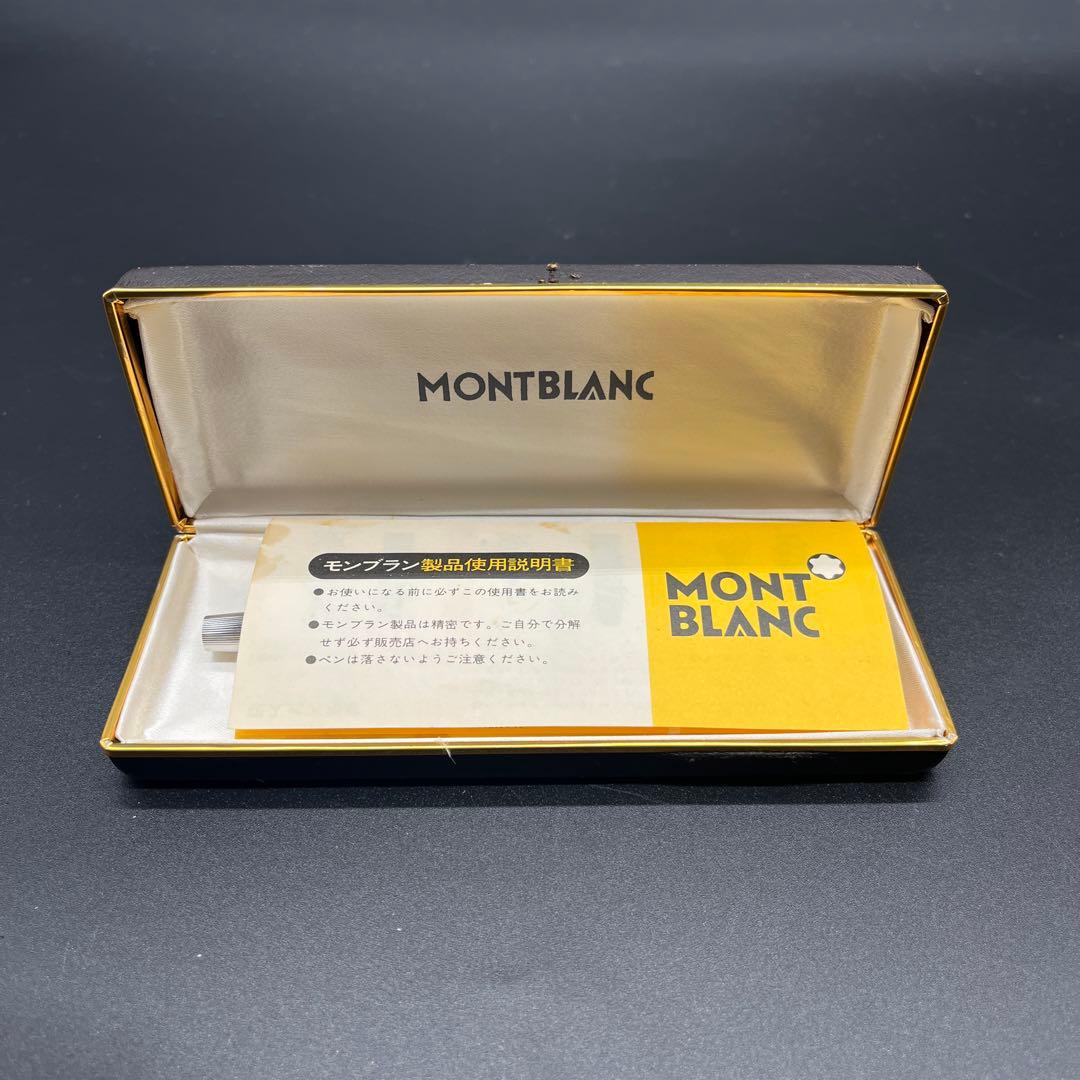 MONTBLANC
モンブラン製品使用説明書
●お使いになる前に必ずこの使用書をお読み
ください。
●モンブラン製品は精密です。ご自分で分解
せず必ず販売店へお持ちください。
●ペンは落さないようご注意ください。
MONT
BLANC